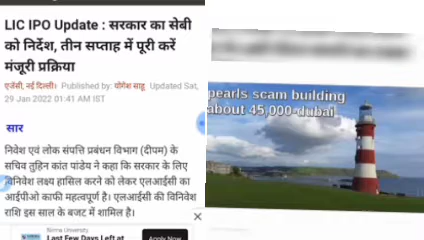 LIC IPO Update : सरकार का सेबी
को निर्देश, तीन सप्ताह में पूरी करें
मंजूरी प्रक्रिया
एजेंसी, नई दिल्ली। Published by: योगेश साहू Updated Sat,
29 Jan 2022 01:41 AM IST
सार
निवेश एवं लोक संपत्ति प्रबंधन विभाग (दीपम) के
सचिव तुहिन कांत पांडेय ने कहा कि सरकार के लिए
विनिवेश लक्ष्य हासिल करने को लेकर एलआईसी का
आईपीओ काफी महत्वपूर्ण है। एलआईसी की विनिवेश
राशि इस साल के बजट में शामिल है।
Last Few Days Left at
Apply Now
pearls scam building
about 45,000-dubai